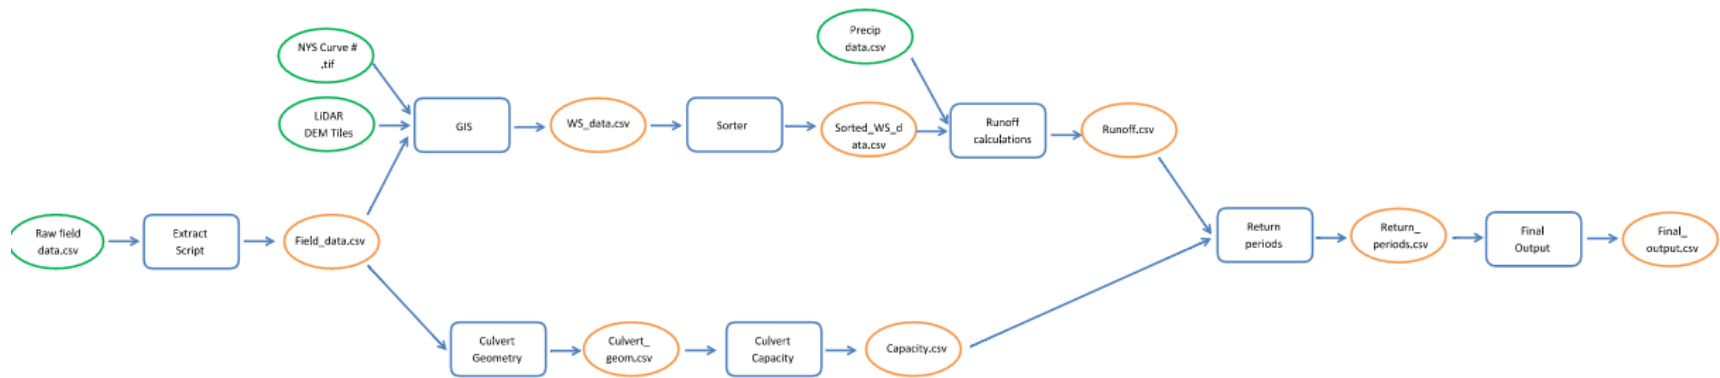 NYS Curve #
.tif
Precip
data.csv
LiDAR
DEM Tiles
GIS
WS_data.csv
Sorter
Sorted_WS_d
ata.csv
Runoff
calculations
Runoff.csv
Raw field
data.csv
Extract
Script
Field_data.csv
Return
periods
Return_
periods.csv
Final
Output
Final_
output.csv
Culvert
Geometry
Culvert_
geom.csv
Culvert
Capacity
Capacity.csv